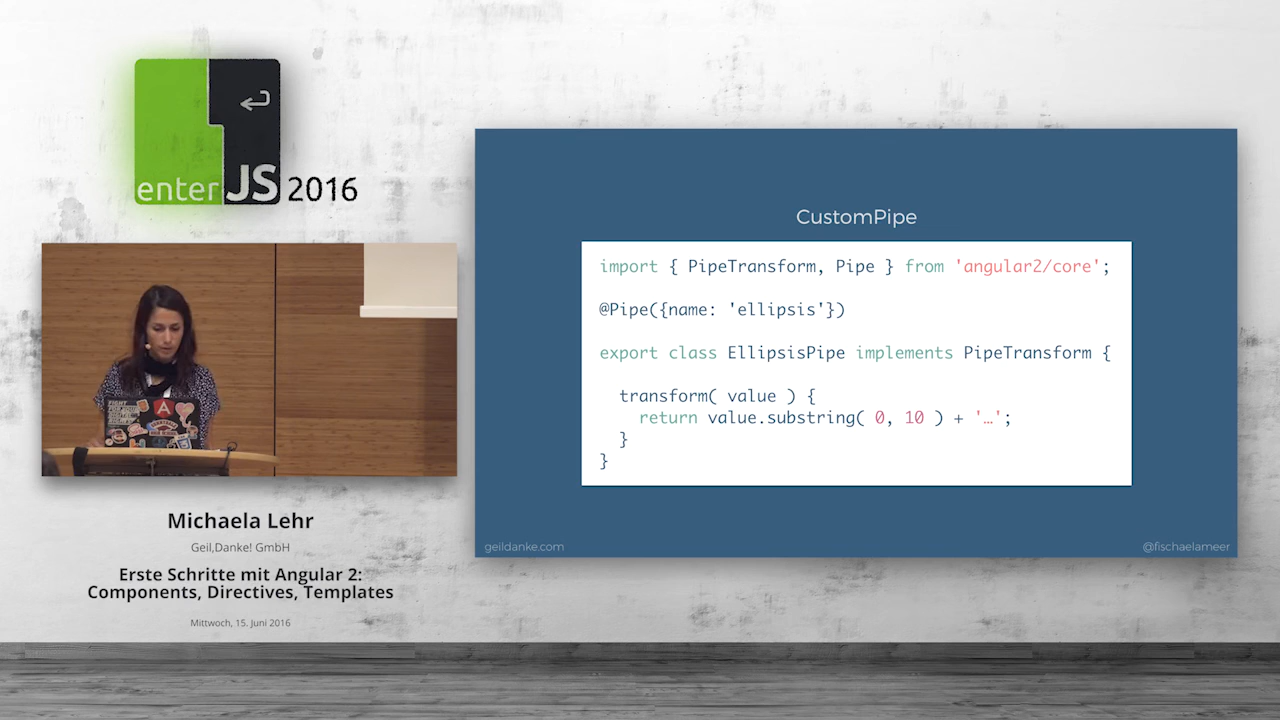 enterJS 2016
Michaela Lehr
Geil,Danke! GmbH
Erste Schritte mit Angular 2:
Components, Directives, Templates
Mittwoch, 15. Juni 2016
CustomPipe
import { PipeTransform, Pipe } from 'angular2/core';
@Pipe({name: 'ellipsis'})
export class EllipsisPipe implements PipeTransform {
transform( value ) {
return value.substring( 0, 10 ) + '…';
}
}
geildanke.com
@fischaelameer